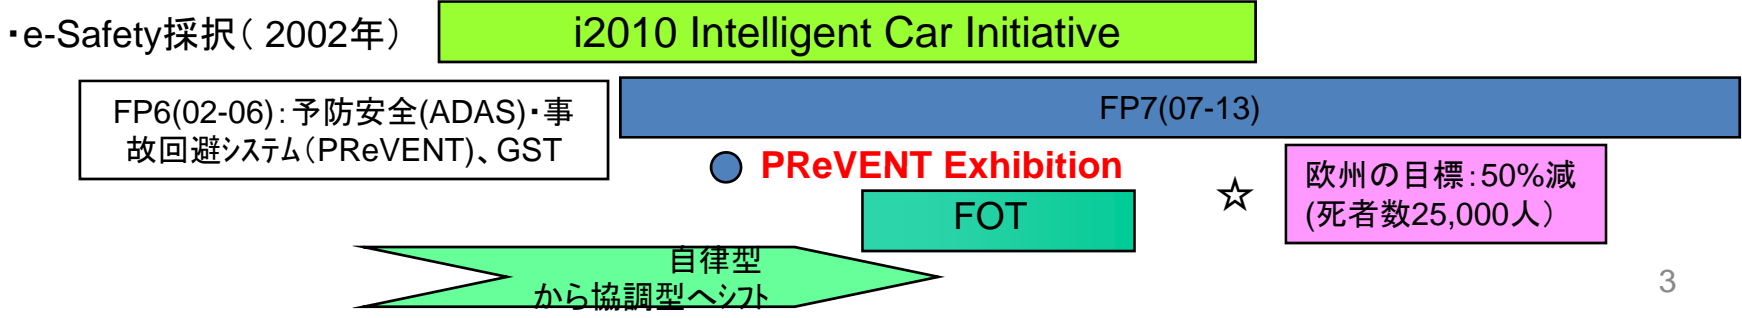 ･e-Safety採択（ 2002年）
i2010 Intelligent Car Initiative
FP6(02-06)：予防安全(ADAS)･事
故回避ｼｽﾃﾑ（PReVENT）、GST
FP7(07-13)
PReVENT Exhibition
欧州の目標：50%減
(死者数25,000人）
FOT
自律型
から協調型へｼﾌﾄ
3